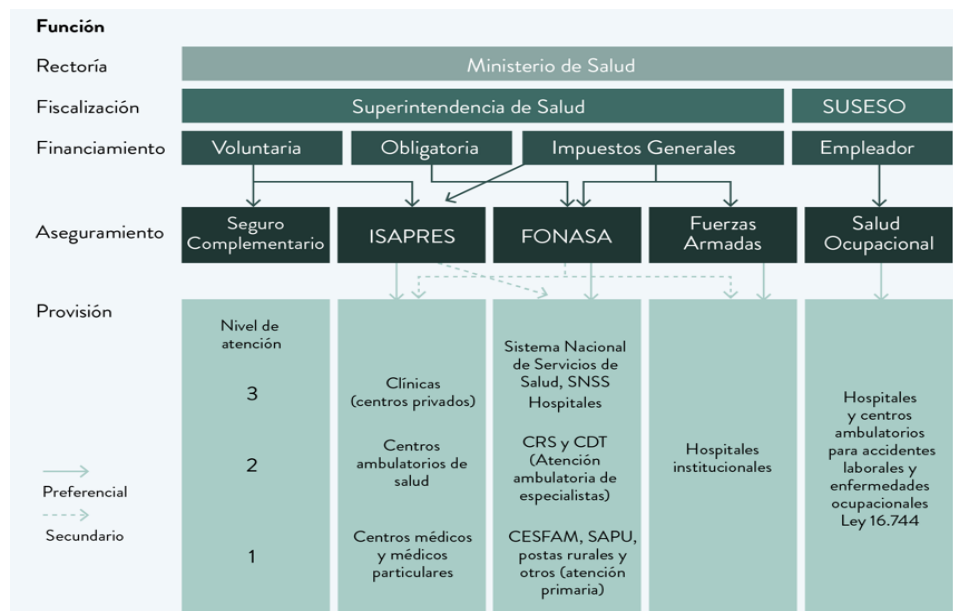 Función
Rectoría
Ministerio de Salud
Fiscalización
Superintendencia de Salud
SUSESO
Financiamiento
Voluntaria
Obligatoria
Impuestos Generales
Empleador
Aseguramiento
Seguro
Complementario
ISAPRES
FONASA
Fuerzas
Armadas
Salud
Ocupacional
Provisión
Nivel de
atención
3
2
1
Clínicas
(centros privados)
Centros
ambulatorios de
salud
Centros médicos
y médicos
particulares
Sistema Nacional
de Servicios de
Salud, SNSS
Hospitales
CRS y CDT
(Atención
ambulatoria de
especialistas)
CESFAM, SAPU,
postas rurales y
otros (atención
primaria)
Hospitales
institucionales
Hospitales
y centros
ambulatorios
para accidentes
laborales y
enfermedades
ocupacionales
Ley 16.744
Preferencial
Secundario